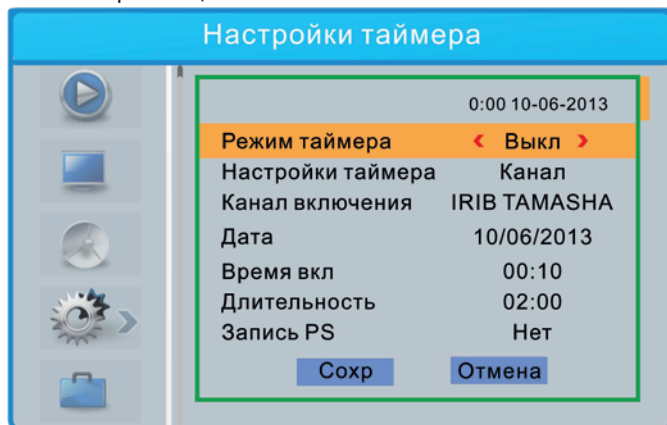 Настройки таймера
0:00 10-06-2013
Режим таймера Выкл
Настройки таймера Канал
Канал включения IRIB TAMASHA
Дата 10/06/2013
Время вкл 00:10
Длительность 02:00
Запись PS Нет
Сохр Отмена